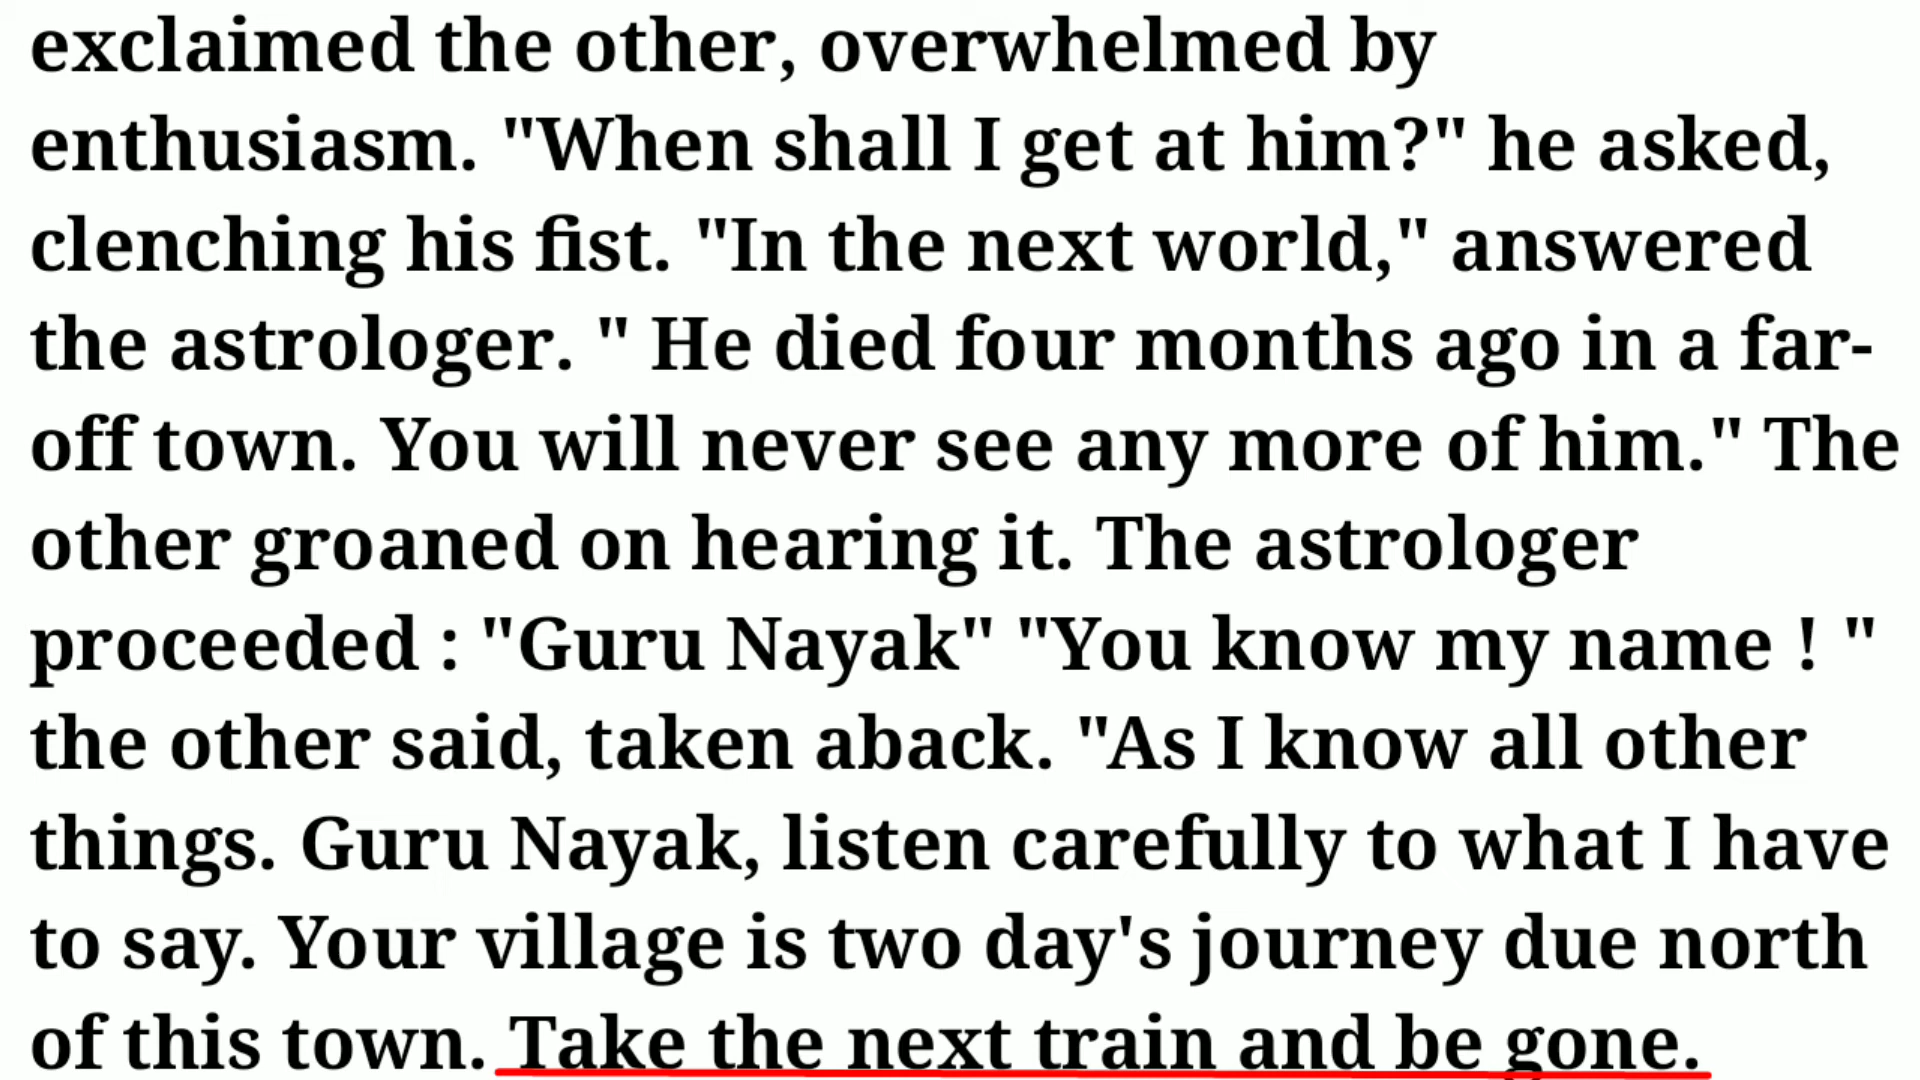 exclaimed the other, overwhelmed by
enthusiasm. "When shall I get at him?" he asked,
clenching his fist. "In the next world," answered
the astrologer. " He died four months ago in a far-
off town. You will never see any more of him." The
other groaned on hearing it. The astrologer
proceeded : "Guru Nayak" "You know my name ! "
the other said, taken aback. "As I know all other
things. Guru Nayak, listen carefully to what I have
to say. Your village is two day's journey due north
of this town. Take the next train and be gone.